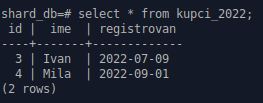 shard_db=# select * from kupci_2022;
 id | ime  | registrovan
----+------+-------------
  3 | Ivan | 2022-07-09
  4 | Mila | 2022-09-01
(2 rows)